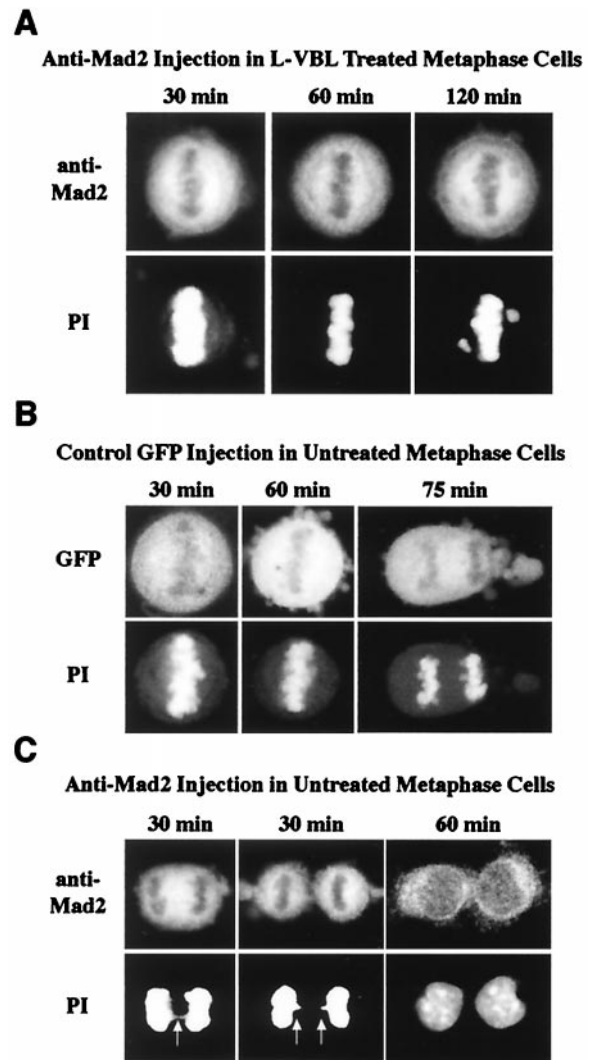 A
Anti-Mad2 Injection in L-VBL Treated Metaphase Cells
30 min 60 min 120 min
anti-
Mad2
PI
B
Control GFP Injection in Untreated Metaphase Cells
30 min 60 min 75 min
GFP
PI
C
Anti-Mad2 Injection in Untreated Metaphase Cells
30 min 30 min 60 min
anti-
Mad2
PI